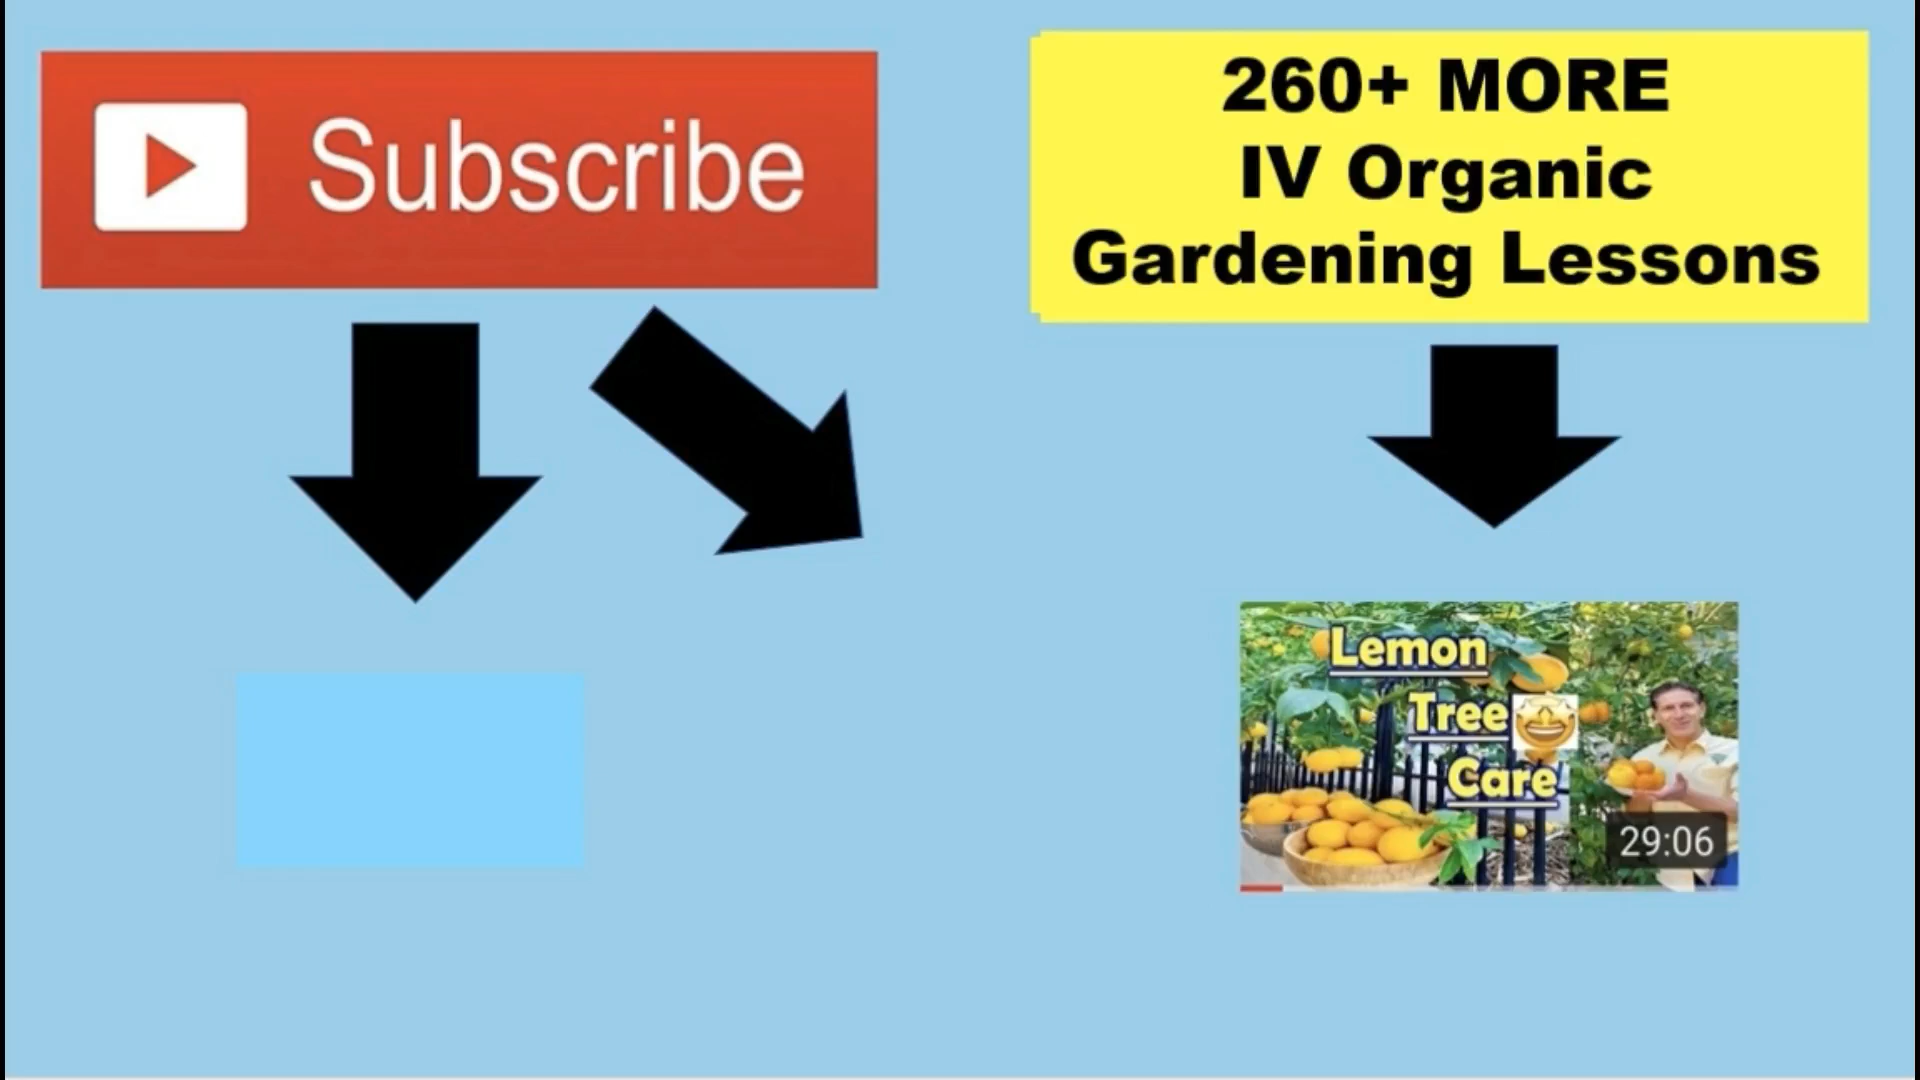 Subscribe
260+ MORE
IV Organic
Gardening Lessons
Lemon
Tree
Care
29:06